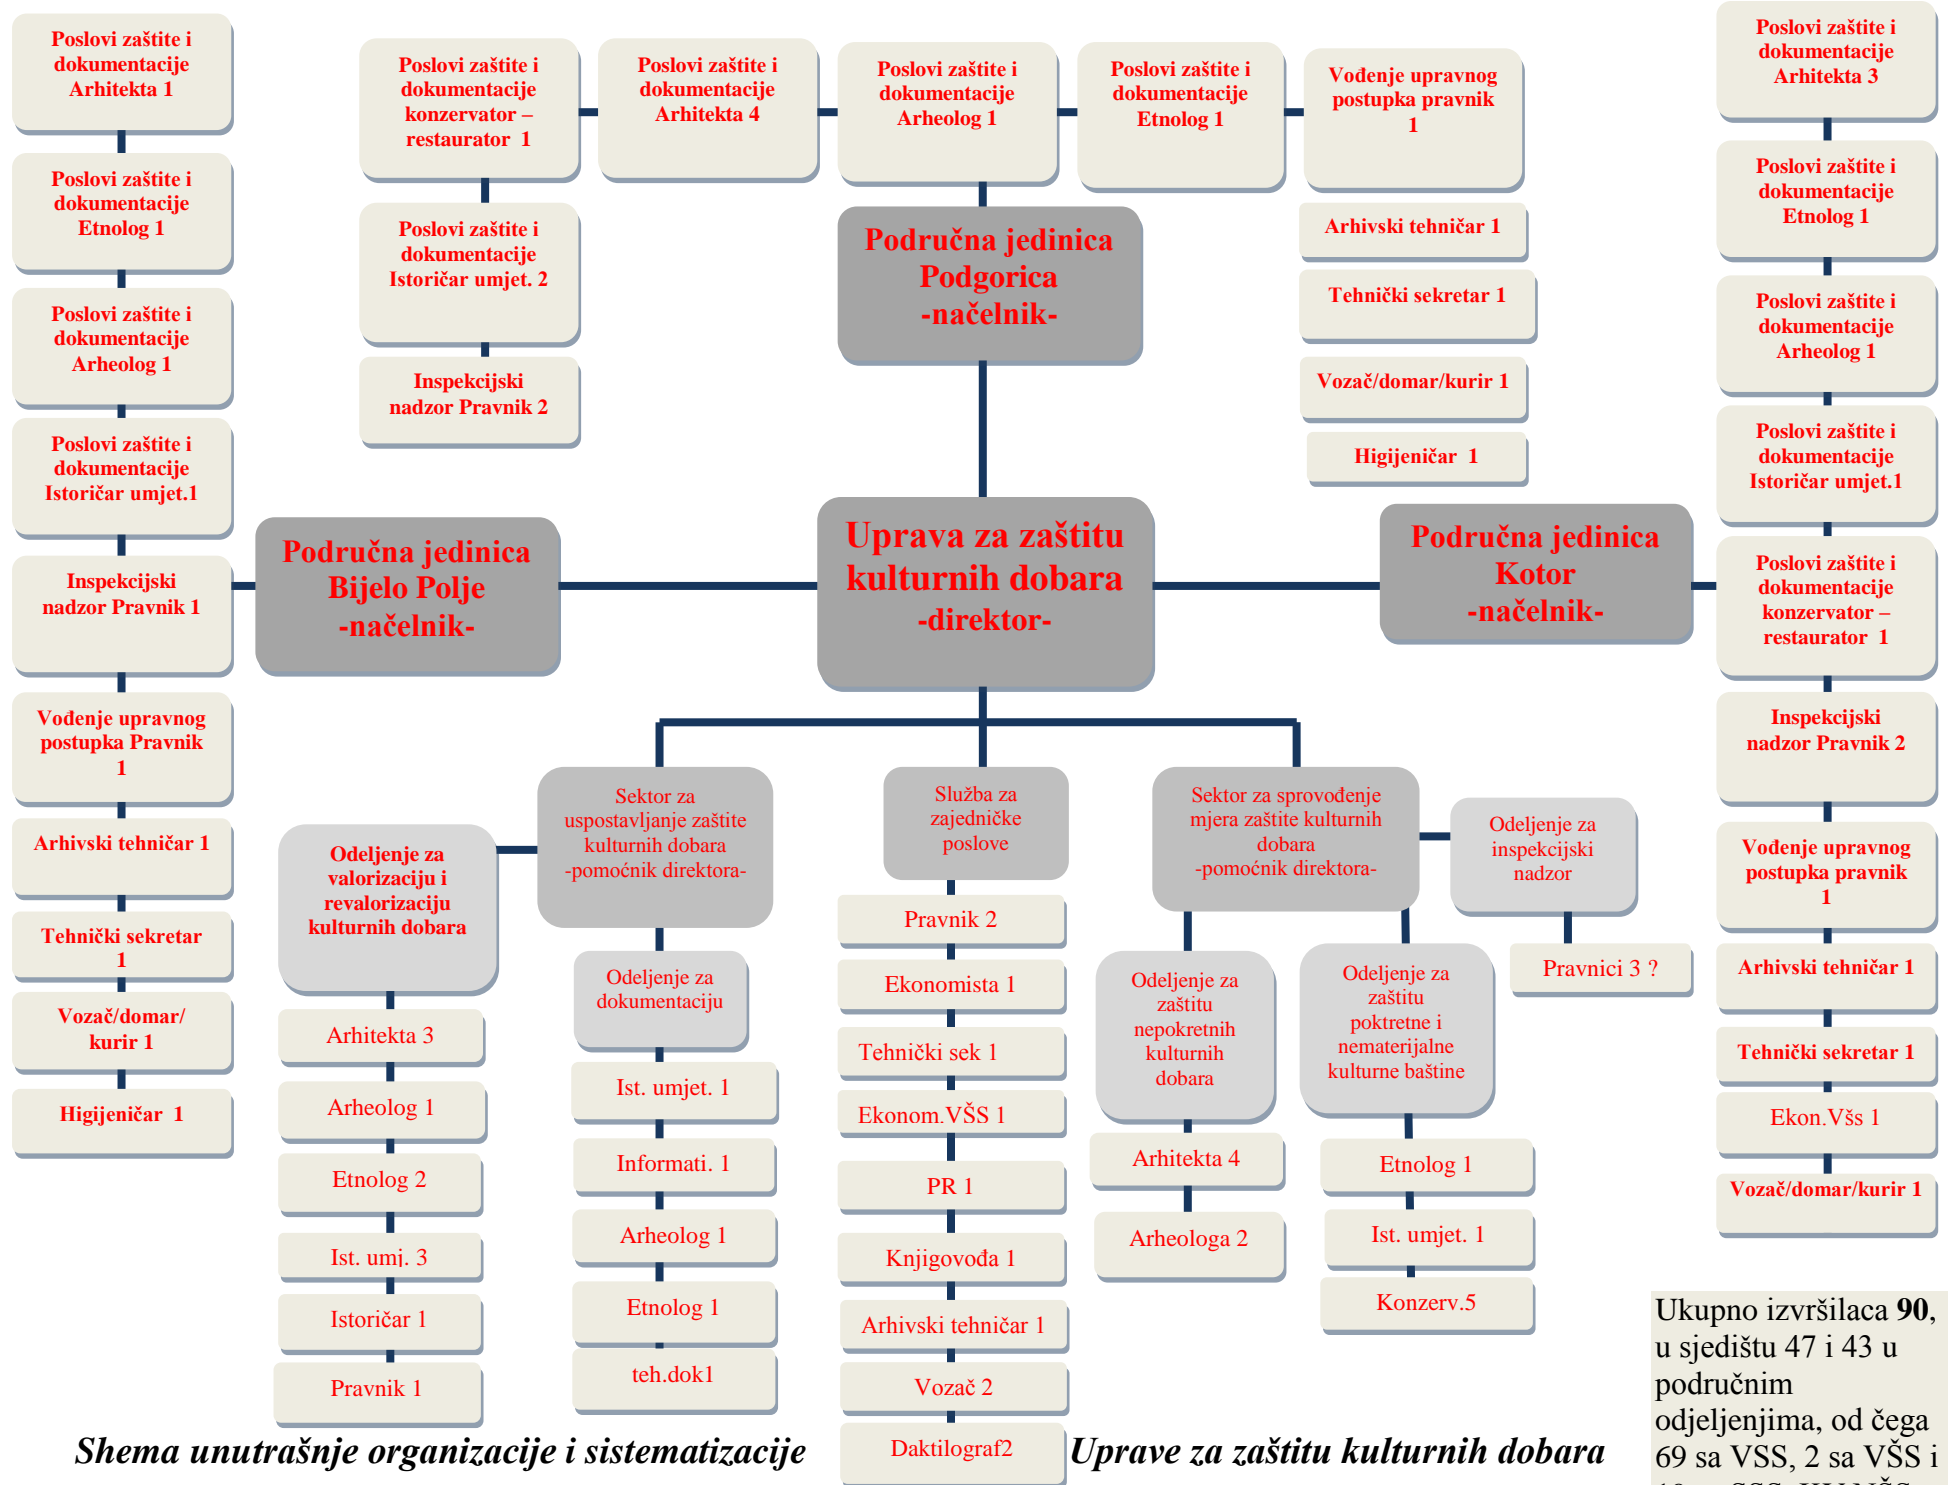 Poslovi zaštite i
dokumentacije
Arhitekta 1
Poslovi zaštite i
dokumentacije
Etnolog 1
Poslovi zaštite i
dokumentacije
Arheolog 1
Poslovi zaštite i
dokumentacije
Istoričar umjet.1
Inspekcijski
nadzor Pravnik 1
Vođenje upravnog
postupka Pravnik
1
Arhivski tehničar 1
Tehnički sekretar
1
Vozač/domar/
kurir 1
Higijeničar 1
Poslovi zaštite i
dokumentacije
konzervator –
restaurator 1
Poslovi zaštite i
dokumentacije
Istoričar umjet. 2
Inspekcijski
nadzor Pravnik 2
Poslovi zaštite i
dokumentacije
Arhitekta 4
Poslovi zaštite i
dokumentacije
Arheolog 1
Poslovi zaštite i
dokumentacije
Etnolog 1
Vođenje upravnog
postupka pravnik
1
Arhivski tehničar 1
Tehnički sekretar 1
Vozač/domar/kurir 1
Higijeničar 1
Područna jedinica
Podgorica
-načelnik-
Područna jedinica
Bijelo Polje
-načelnik-
Uprava za zaštitu
kulturnih dobara
-direktor-
Područna jedinica
Kotor
-načelnik-
Poslovi zaštite i
dokumentacije
Arhitekta 3
Poslovi zaštite i
dokumentacije
Etnolog 1
Poslovi zaštite i
dokumentacije
Arheolog 1
Poslovi zaštite i
dokumentacije
Istoričar umjet.1
Poslovi zaštite i
dokumentacije
konzervator –
restaurator 1
Inspekcijski
nadzor Pravnik 2
Vođenje upravnog
postupka pravnik
1
Arhivski tehničar 1
Tehnički sekretar 1
Ekon.Všs 1
Vozač/domar/kurir 1
Sektor za
uspostavljanje zaštite
kulturnih dobara
-pomoćnik direktora-
Odeljenje za
valorizaciju i
revalorizaciju
kulturnih dobara
Arhitekta 3
Arheolog 1
Etnolog 2
Ist. umj. 3
Istoričar 1
Pravnik 1
Odeljenje za
dokumentaciju
Ist. umjet. 1
Informati. 1
Arheolog 1
Etnolog 1
teh.dok1
Služba za
zajedničke
poslove
Pravnik 2
Ekonomista 1
Tehnički sek 1
Ekonom.VŠS 1
PR 1
Knjigovođa 1
Arhivski tehničar 1
Vozač 2
Daktilograf2
Sektor za sprovođenje
mjera zaštite kulturnih
dobara
-pomoćnik direktora-
Odeljenje za
inspekcijski
nadzor
Pravnici 3 ?
Odeljenje za
zaštitu
nepokretnih
kulturnih
dobara
Arhitekta 4
Arheologa 2
Odeljenje za
zaštitu
poktretne i
nematerijalne
kulturne baštine
Etnolog 1
Ist. umjet. 1
Konzerv.5
Shema unutrašnje organizacije i sistematizacije Uprave za zaštitu kulturnih dobara
Ukupno izvršilaca 90,
u sjedištu 47 i 43 u
područnim
odjeljenjima, od čega
69 sa VSS, 2 sa VŠS i